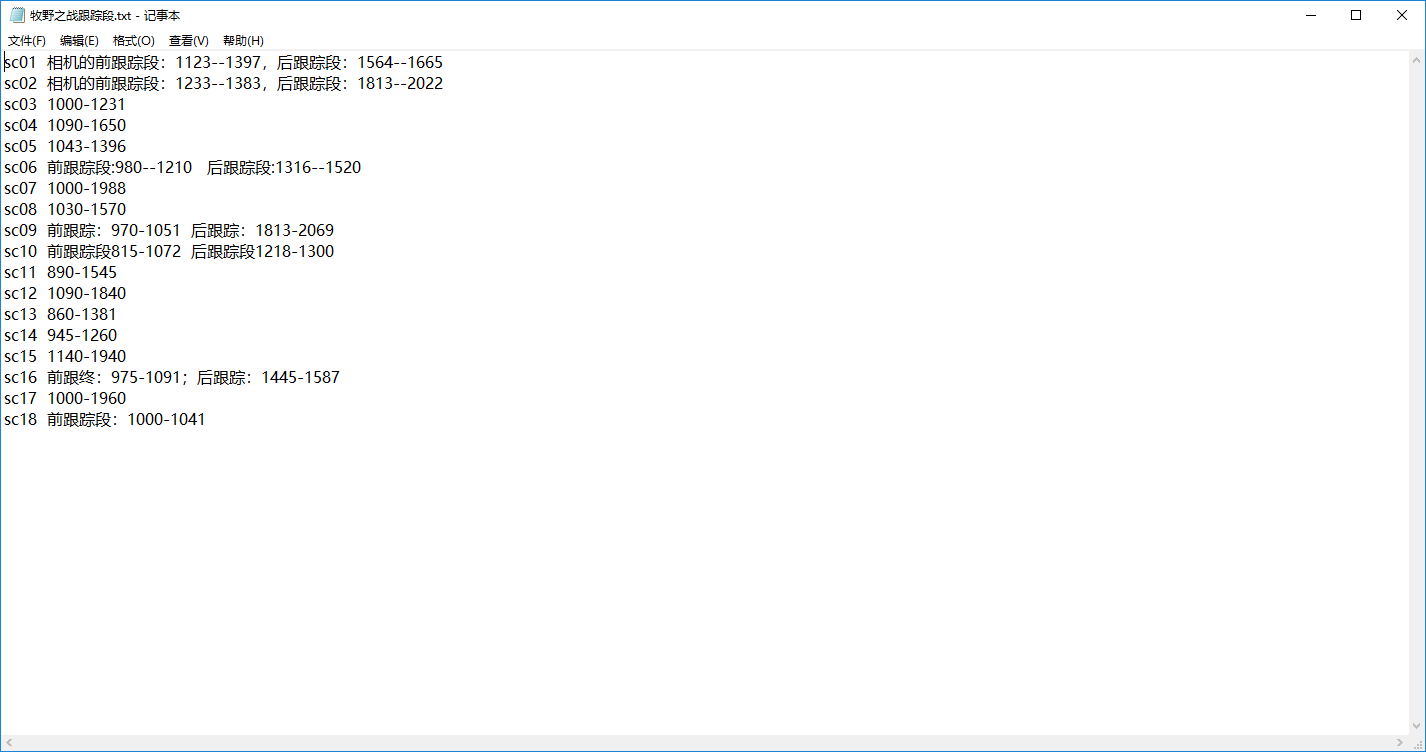 牧野之战跟踪段.txt - 记事本
文件(F) 编辑(E) 格式(O) 查看(V) 帮助(H)
sc01 相机的前跟踪段：1123--1397，后跟踪段：1564--1665
sc02 相机的前跟踪段：1233--1383，后跟踪段：1813--2022
sc03 1000-1231
sc04 1090-1650
sc05 1043-1396
sc06 前跟踪段:980--1210 后跟踪段:1316--1520
sc07 1000-1988
sc08 1030-1570
sc09 前跟踪：970-1051 后跟踪：1813-2069
sc10 前跟踪段815-1072 后跟踪段1218-1300
sc11 890-1545
sc12 1090-1840
sc13 860-1381
sc14 945-1260
sc15 1140-1940
sc16 前跟终：975-1091；后跟踪：1445-1587
sc17 1000-1960
sc18 前跟踪段：1000-1041